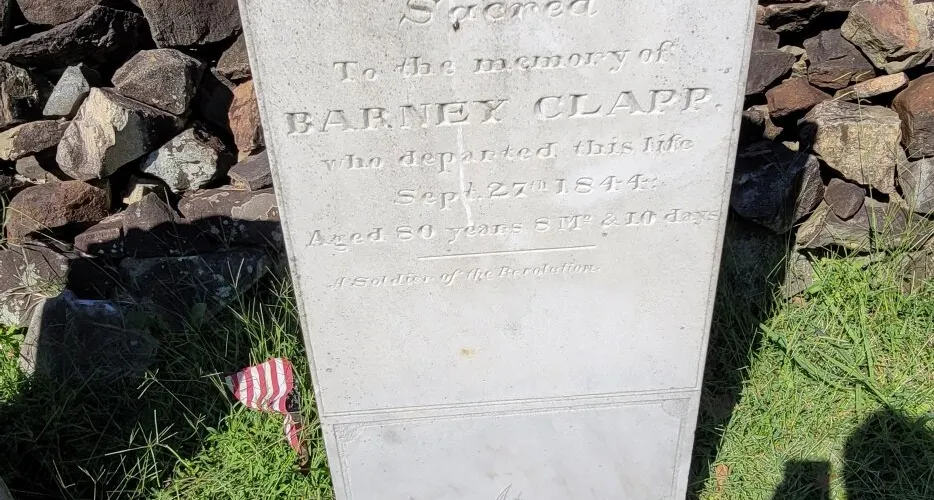 Sacred
To the memory of
BARNEY CLAPP.
who departed this life
Sept. 27th 1844:
Aged 80 years 8 Mo & 10 days
A Soldier of the Revolution.